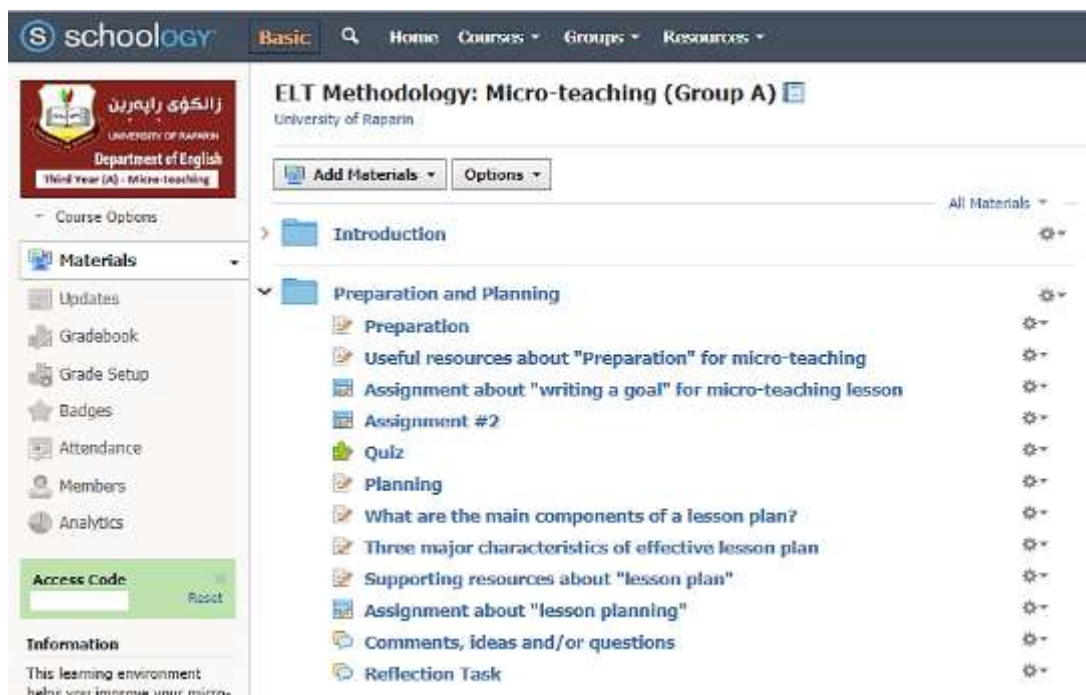 S schoology Basic Home Courses Groups Resources
زانكۆی راپەڕین
UNIVERSITY OF RAPARIN
Department of English
Third Year (A) - Micro-teaching
Course Options
Materials
Updates
Gradebook
Grade Setup
Badges
Attendance
Members
Analytics
Access Code
Reset
Information
This learning environment
helps you improve your micro-
ELT Methodology: Micro-teaching (Group A)
University of Raparin
Add Materials Options
All Materials
Introduction
Preparation and Planning
Preparation
Useful resources about "Preparation" for micro-teaching
Assignment about "writing a goal" for micro-teaching lesson
Assignment #2
Quiz
Planning
What are the main components of a lesson plan?
Three major characteristics of effective lesson plan
Supporting resources about "lesson plan"
Assignment about "lesson planning"
Comments, ideas and/or questions
Reflection Task